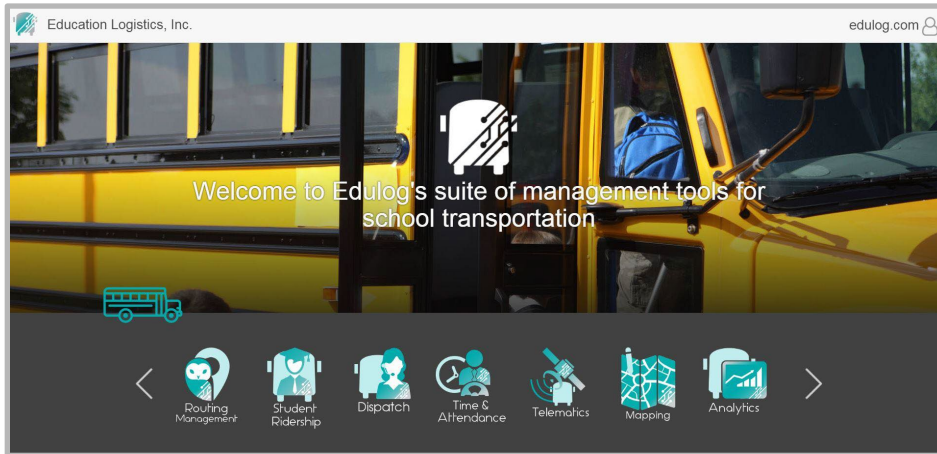 Education Logistics, Inc.
edulog.com
Welcome to Edulog's suite of management tools for
school transportation
Routing
Management
Student
Ridership
Dispatch
Time &
Attendance
Telematics
Mapping
Analytics